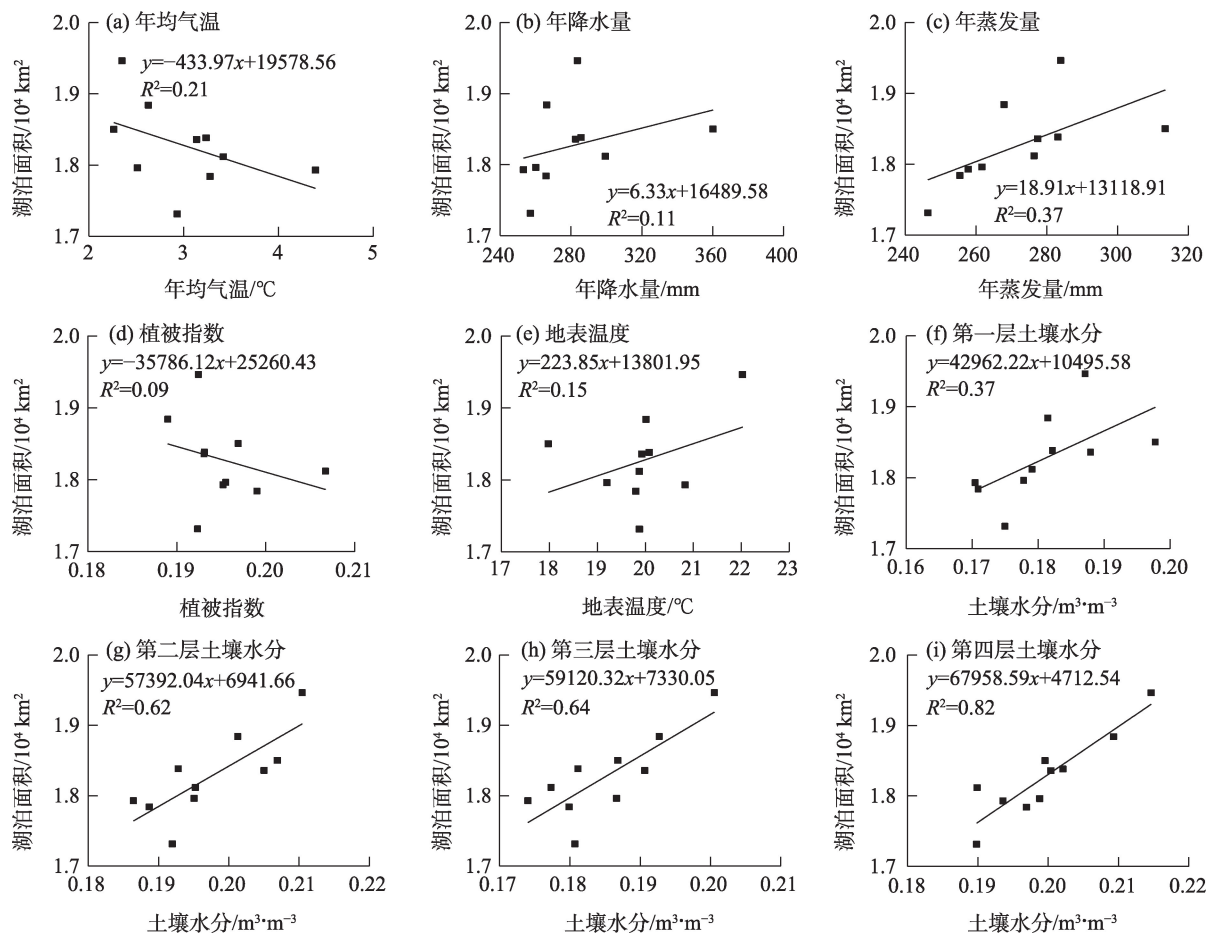 (a) 年均气温
y=−433.97x+19578.56
R²=0.21
湖泊面积/10⁴ km²
2.0
1.9
1.8
1.7
2 3 4 5
年均气温/℃
(b) 年降水量
y=6.33x+16489.58
R²=0.11
湖泊面积/10⁴ km²
2.0
1.9
1.8
1.7
240 280 320 360 400
年降水量/mm
(c) 年蒸发量
y=18.91x+13118.91
R²=0.37
湖泊面积/10⁴ km²
2.0
1.9
1.8
1.7
240 260 280 300 320
年蒸发量/mm
(d) 植被指数
y=−35786.12x+25260.43
R²=0.09
湖泊面积/10⁴ km²
2.0
1.9
1.8
1.7
0.18 0.19 0.20 0.21
植被指数
(e) 地表温度
y=223.85x+13801.95
R²=0.15
湖泊面积/10⁴ km²
2.0
1.9
1.8
1.7
17 18 19 20 21 22 23
地表温度/℃
(f) 第一层土壤水分
y=42962.22x+10495.58
R²=0.37
湖泊面积/10⁴ km²
2.0
1.9
1.8
1.7
0.16 0.17 0.18 0.19 0.20
土壤水分/m³·m⁻³
(g) 第二层土壤水分
y=57392.04x+6941.66
R²=0.62
湖泊面积/10⁴ km²
2.0
1.9
1.8
1.7
0.18 0.19 0.20 0.21 0.22
土壤水分/m³·m⁻³
(h) 第三层土壤水分
y=59120.32x+7330.05
R²=0.64
湖泊面积/10⁴ km²
2.0
1.9
1.8
1.7
0.17 0.18 0.19 0.20 0.21
土壤水分/m³·m⁻³
(i) 第四层土壤水分
y=67958.59x+4712.54
R²=0.82
湖泊面积/10⁴ km²
2.0
1.9
1.8
1.7
0.18 0.19 0.20 0.21 0.22
土壤水分/m³·m⁻³